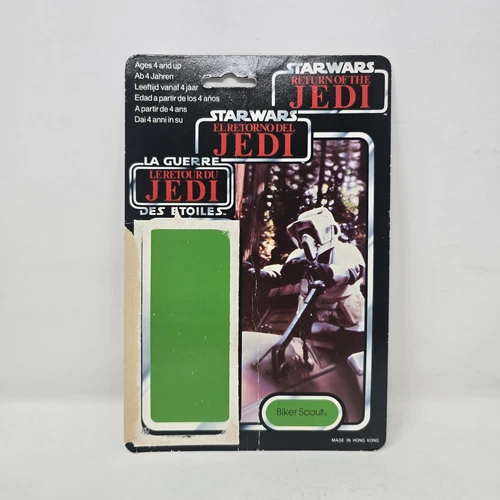 Ages 4 and up
Ab 4 Jahren
Leeftijd vanaf 4 jaar
Edad a partir de los 4 años
A partir de 4 ans
Dai 4 anni in su
STAR WARS
RETURN OF THE
JEDI
STAR WARS
EL RETORNO DEL
JEDI
LA GUERRE
LE RETOUR DU
JEDI
DES ETOILES
Biker Scout
MADE IN HONG KONG